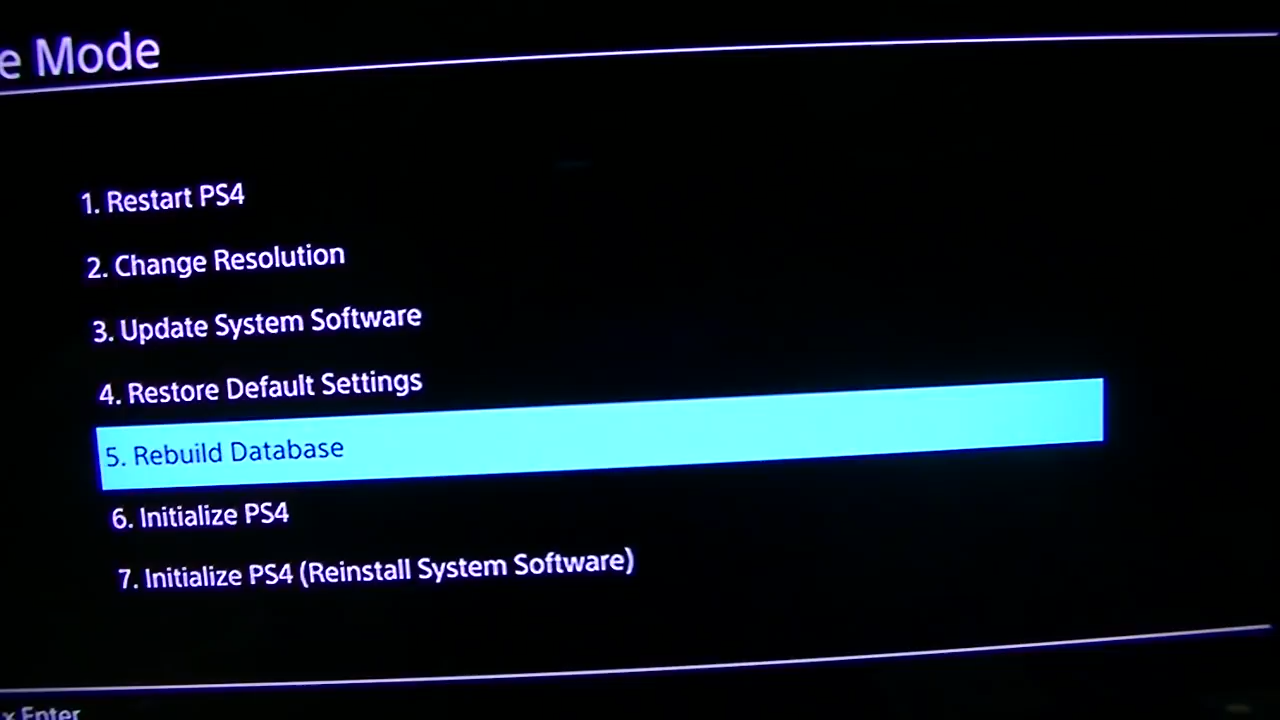 e Mode
1. Restart PS4
2. Change Resolution
3. Update System Software
4. Restore Default Settings
5. Rebuild Database
6. Initialize PS4
7. Initialize PS4 (Reinstall System Software)
x Enter